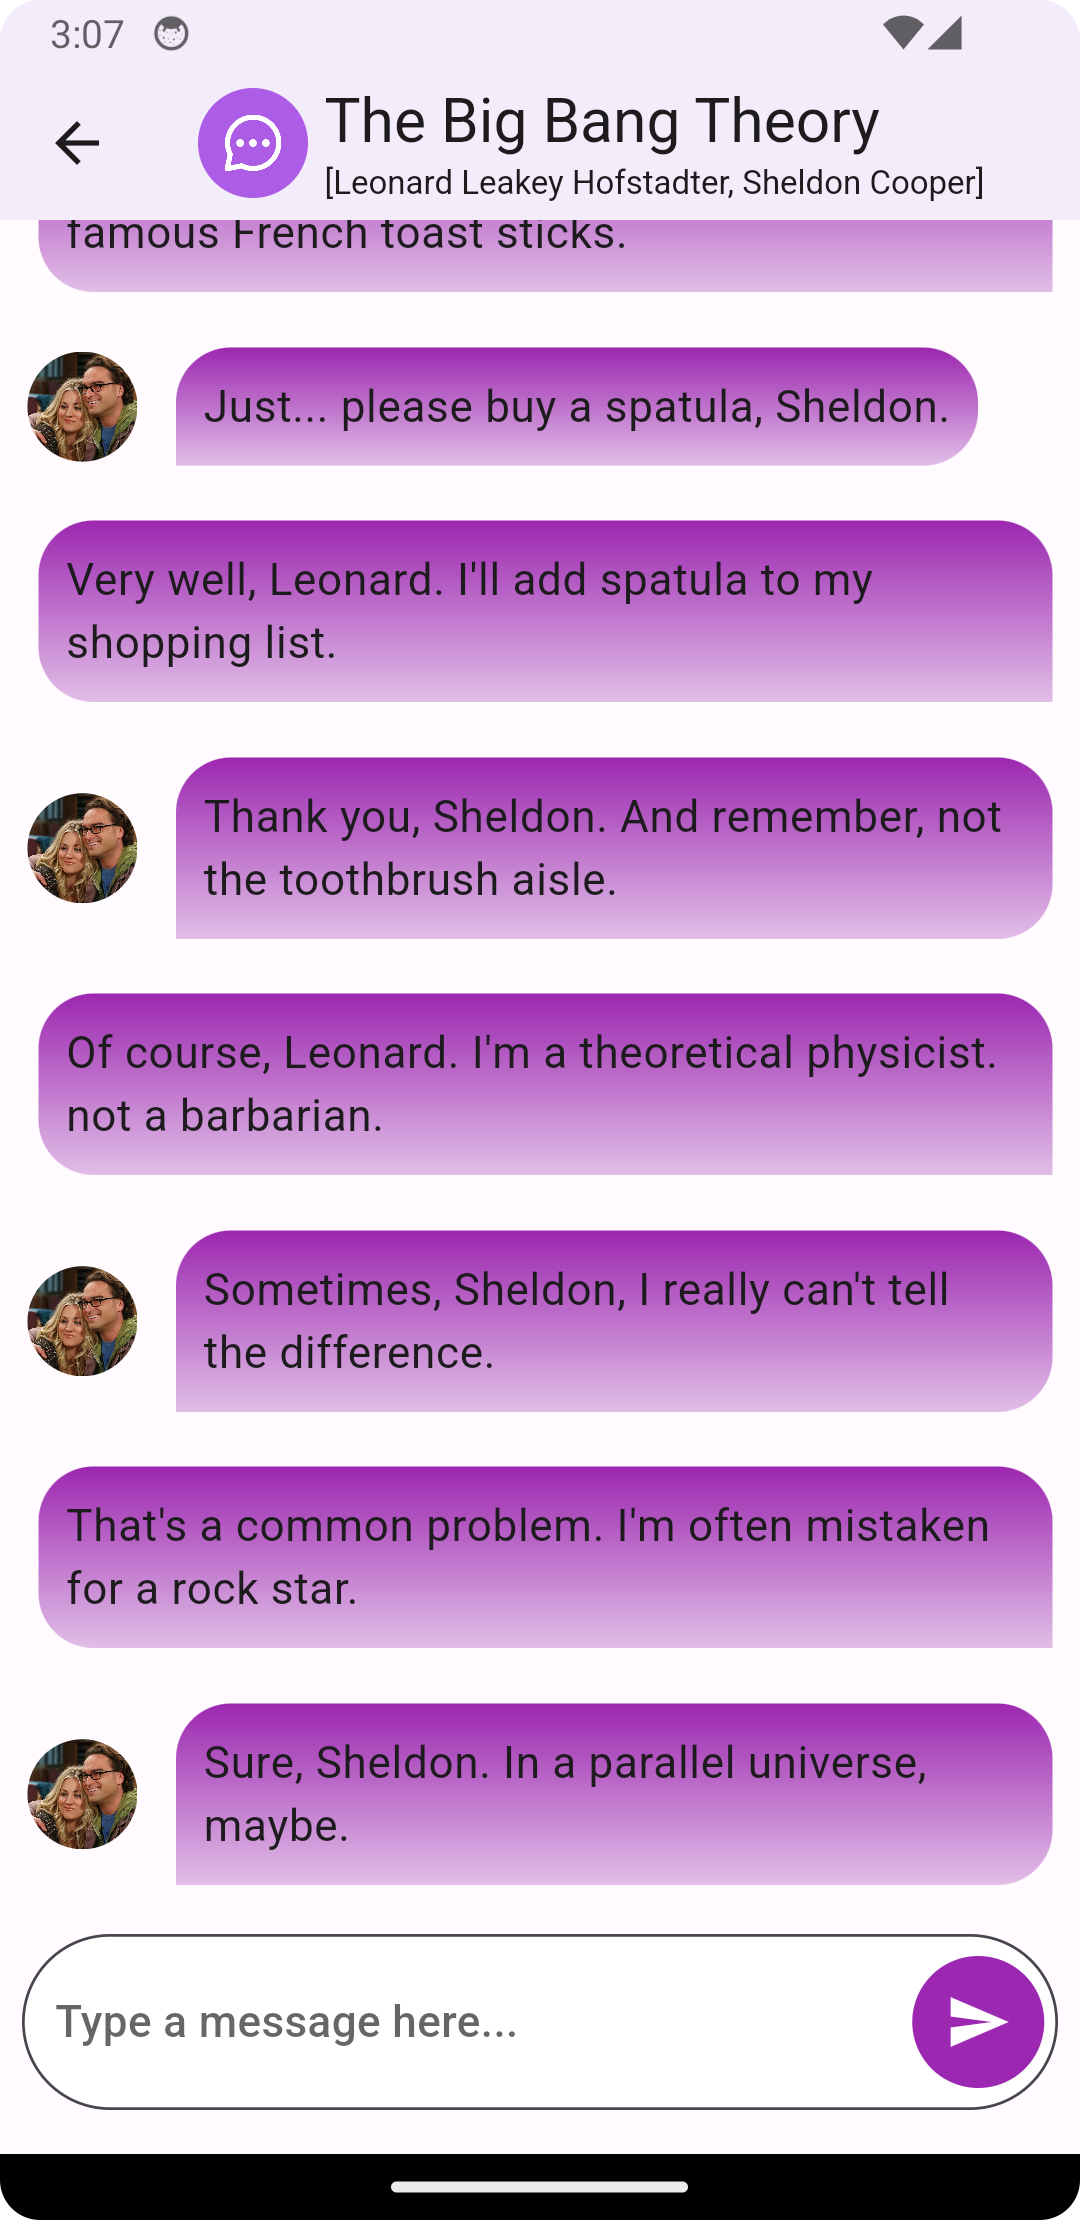 3:07
The Big Bang Theory
[Leonard Leakey Hofstadter, Sheldon Cooper]
famous French toast sticks.
Just... please buy a spatula, Sheldon.
Very well, Leonard. I'll add spatula to my
shopping list.
Thank you, Sheldon. And remember, not
the toothbrush aisle.
Of course, Leonard. I'm a theoretical physicist.
not a barbarian.
Sometimes, Sheldon, I really can't tell
the difference.
That's a common problem. I'm often mistaken
for a rock star.
Sure, Sheldon. In a parallel universe,
maybe.
Type a message here...